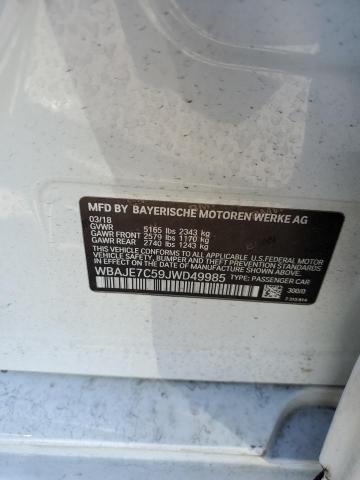 MFD BY BAYERISCHE MOTOREN WERKE AG
03/18
GVWR 5165 lbs 2343 kg
GAWR FRONT 2579 lbs 1170 kg
GAWR REAR 2740 lbs 1243 kg
THIS VEHICLE CONFORMS TO ALL APPLICABLE U.S.FEDERAL MOTOR
VEHICLE SAFETY, BUMPER AND THEFT PREVENTION STANDARDS
IN EFFECT ON THE DATE OF MANUFACTURE SHOWN ABOVE.
WBAJE7C59JWD49985 TYPE: PASSENGER CAR
300/0